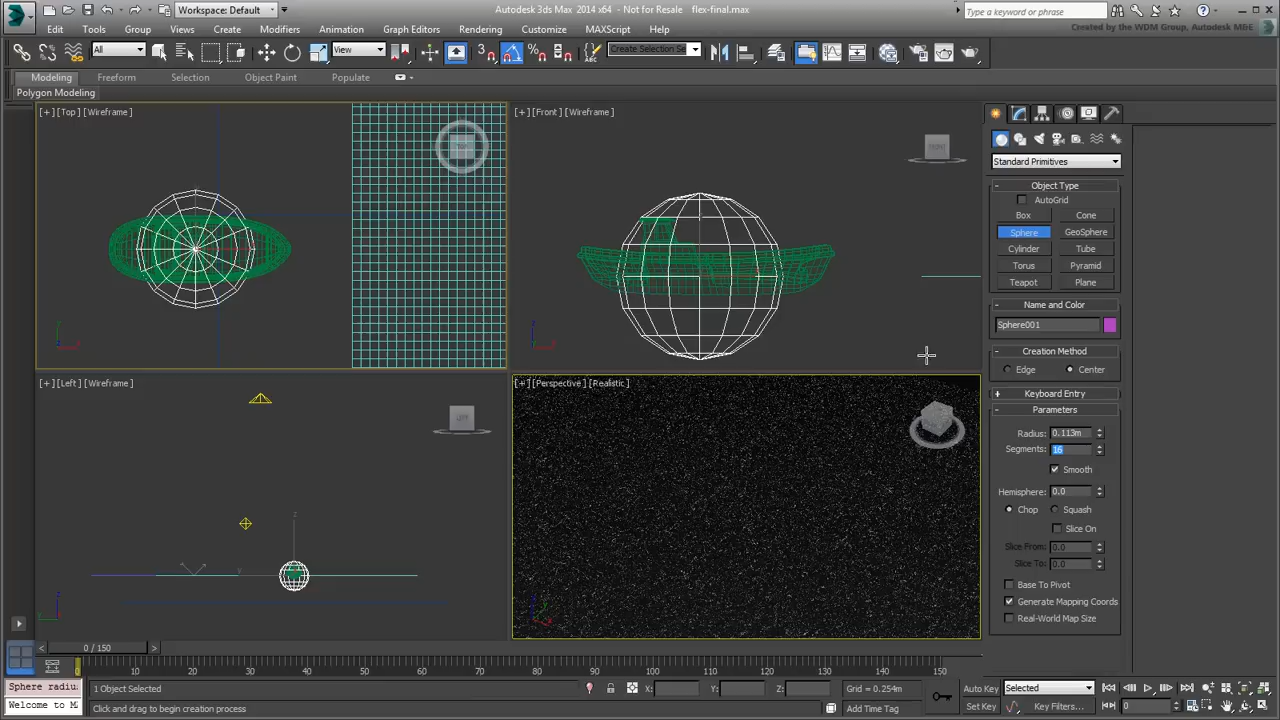 Workspace: Default
Autodesk 3ds Max 2014 x64 - Not for Resale flex-final.max
Type a keyword or phrase
Edit Tools Group Views Create Modifiers Animation Graph Editors Rendering Customize MAXScript Help
Created by the WDM Group, Autodesk M&E
All View Create Selection Se
Modeling Freeform Selection Object Paint Populate
Polygon Modeling
[+] [Top] [Wireframe]
TOP
[+] [Front] [Wireframe]
FRONT
[+] [Left] [Wireframe]
LEFT
[+] [Perspective] [Realistic]
Standard Primitives
Object Type
AutoGrid
Box Cone
Sphere GeoSphere
Cylinder Tube
Torus Pyramid
Teapot Plane
Name and Color
Sphere001
Creation Method
Edge Center
Keyboard Entry
Parameters
Radius: 0.113m
Segments: 16
Smooth
Hemisphere: 0.0
Chop Squash
Slice On
Slice From: 0.0
Slice To: 0.0
Base To Pivot
Generate Mapping Coords
Real-World Map Size
0 / 150
0 10 20 30 40 50 60 70 80 90 100 110 120 130 140 150
Sphere radiu
1 Object Selected
X: Y: Z:
Grid = 0.254m
Auto Key Selected
Welcome to M
Click and drag to begin creation process
Add Time Tag
Set Key Key Filters...
0